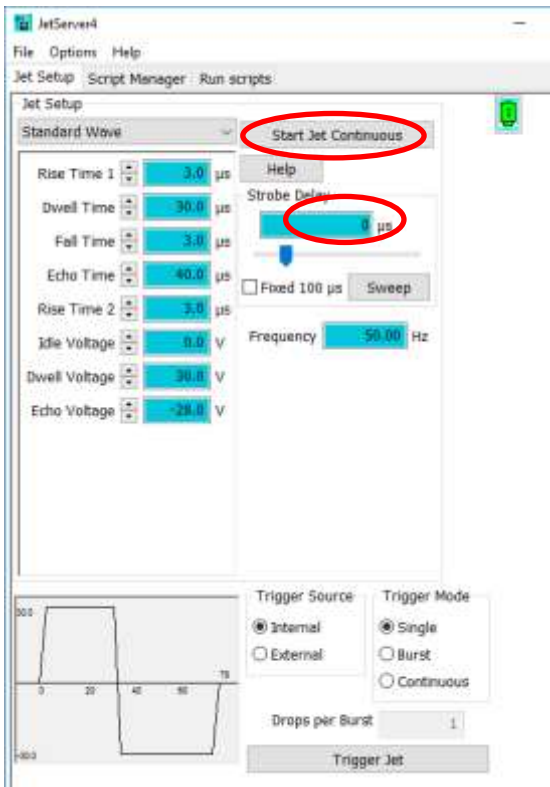 JetServer4
File Options Help
Jet Setup Script Manager Run scripts
Jet Setup
Standard Wave
Start Jet Continuous
Rise Time 1 3.0 µs
Help
Strobe Delay
Dwell Time 30.0 µs
0 µs
Fall Time 3.0 µs
Echo Time 40.0 µs
Fixed 100 µs Sweep
Rise Time 2 3.0 µs
Idle Voltage 0.0 V
Frequency 50.00 Hz
Dwell Voltage 30.0 V
Echo Voltage -28.0 V
Trigger Source Trigger Mode
Internal Single
External Burst
Continuous
0 20 40 60
Drops per Burst 1
Trigger Jet